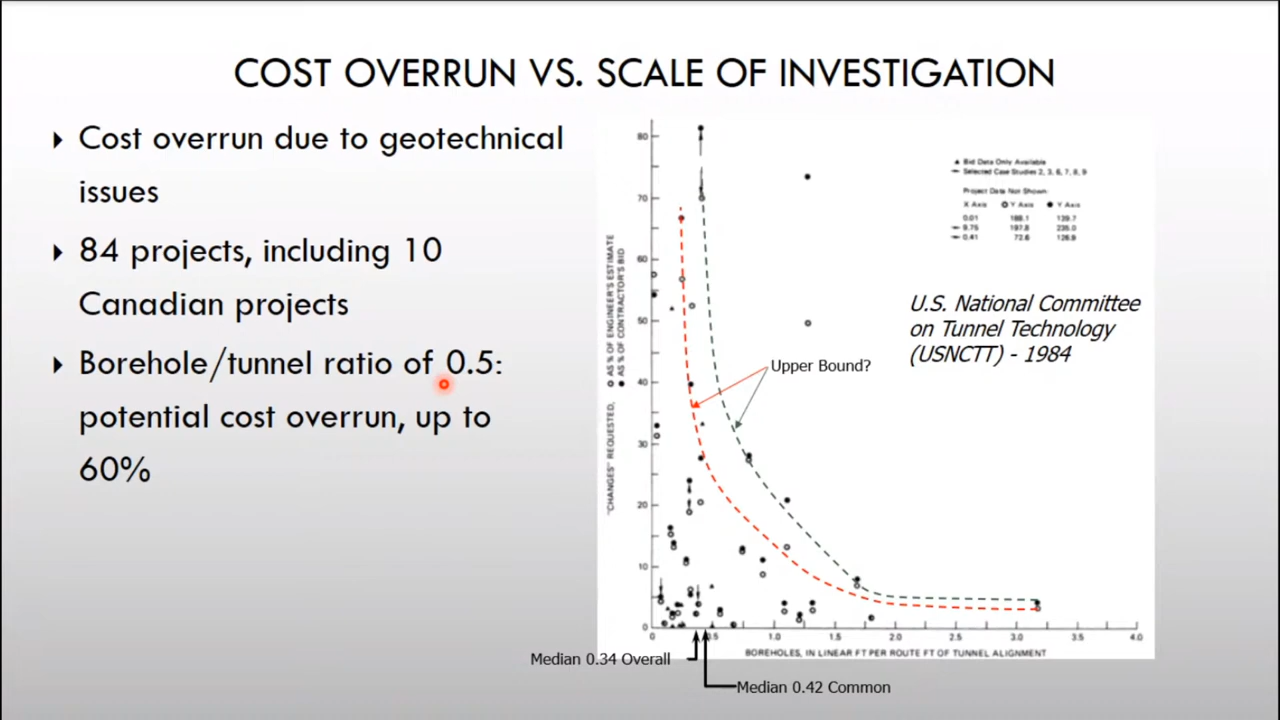 COST OVERRUN VS. SCALE OF INVESTIGATION
Cost overrun due to geotechnical
issues
84 projects, including 10
Canadian projects
Borehole/tunnel ratio of 0.5:
potential cost overrun, up to
60%
"CHANGES" REQUESTED,
AS % OF ENGINEER'S ESTIMATE
AS % OF CONTRACTOR'S BID
80
70
60
50
40
30
20
10
0
Bid Data Only Available
Selected Case Studies 2, 3, 6, 7, 8, 9
Project Data Not Shown:
X Axis Y Axis Y Axis
0.01 188.1 139.7
9.75 197.8 235.0
0.41 72.6 126.9
U.S. National Committee
on Tunnel Technology
(USNCTT) - 1984
Upper Bound?
0 0.5 1.0 1.5 2.0 2.5 3.0 3.5 4.0
BOREHOLES, IN LINEAR FT PER ROUTE FT OF TUNNEL ALIGNMENT
Median 0.34 Overall
Median 0.42 Common